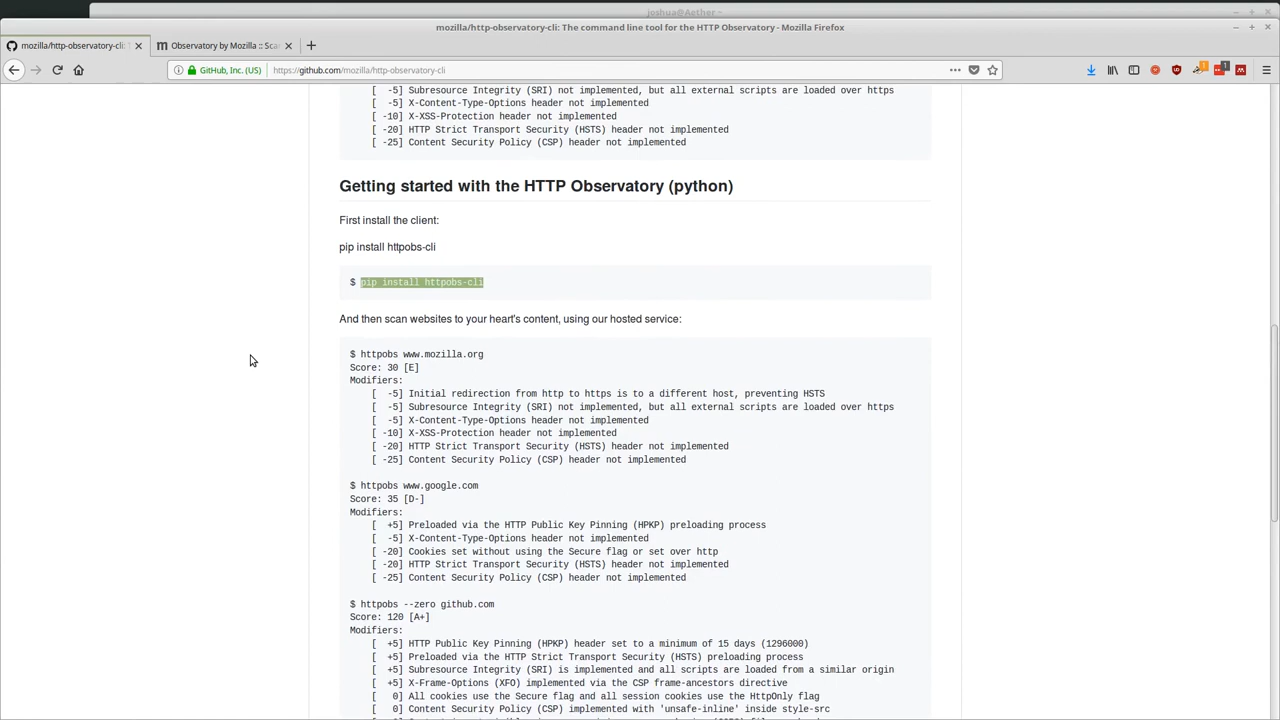 joshua@Aether ~
mozilla/http-observatory-cli: The command line tool for the HTTP Observatory - Mozilla Firefox
mozilla/http-observatory-cli: T
Observatory by Mozilla :: Sca
GitHub, Inc. (US)
https://github.com/mozilla/http-observatory-cli
1
[ -5] Subresource Integrity (SRI) not implemented, but all external scripts are loaded over https
[ -5] X-Content-Type-Options header not implemented
[ -10] X-XSS-Protection header not implemented
[ -20] HTTP Strict Transport Security (HSTS) header not implemented
[ -25] Content Security Policy (CSP) header not implemented
Getting started with the HTTP Observatory (python)
First install the client:
pip install httpobs-cli
$ pip install httpobs-cli
And then scan websites to your heart's content, using our hosted service:
$ httpobs www.mozilla.org
Score: 30 [E]
Modifiers:
[ -5] Initial redirection from http to https is to a different host, preventing HSTS
[ -5] Subresource Integrity (SRI) not implemented, but all external scripts are loaded over https
[ -5] X-Content-Type-Options header not implemented
[ -10] X-XSS-Protection header not implemented
[ -20] HTTP Strict Transport Security (HSTS) header not implemented
[ -25] Content Security Policy (CSP) header not implemented
$ httpobs www.google.com
Score: 35 [D-]
Modifiers:
[ +5] Preloaded via the HTTP Public Key Pinning (HPKP) preloading process
[ -5] X-Content-Type-Options header not implemented
[ -20] Cookies set without using the Secure flag or set over http
[ -20] HTTP Strict Transport Security (HSTS) header not implemented
[ -25] Content Security Policy (CSP) header not implemented
$ httpobs --zero github.com
Score: 120 [A+]
Modifiers:
[ +5] HTTP Public Key Pinning (HPKP) header set to a minimum of 15 days (1296000)
[ +5] Preloaded via the HTTP Strict Transport Security (HSTS) preloading process
[ +5] Subresource Integrity (SRI) is implemented and all scripts are loaded from a similar origin
[ +5] X-Frame-Options (XFO) implemented via the CSP frame-ancestors directive
[ 0] All cookies use the Secure flag and all session cookies use the HttpOnly flag
[ 0] Content Security Policy (CSP) implemented with 'unsafe-inline' inside style-src